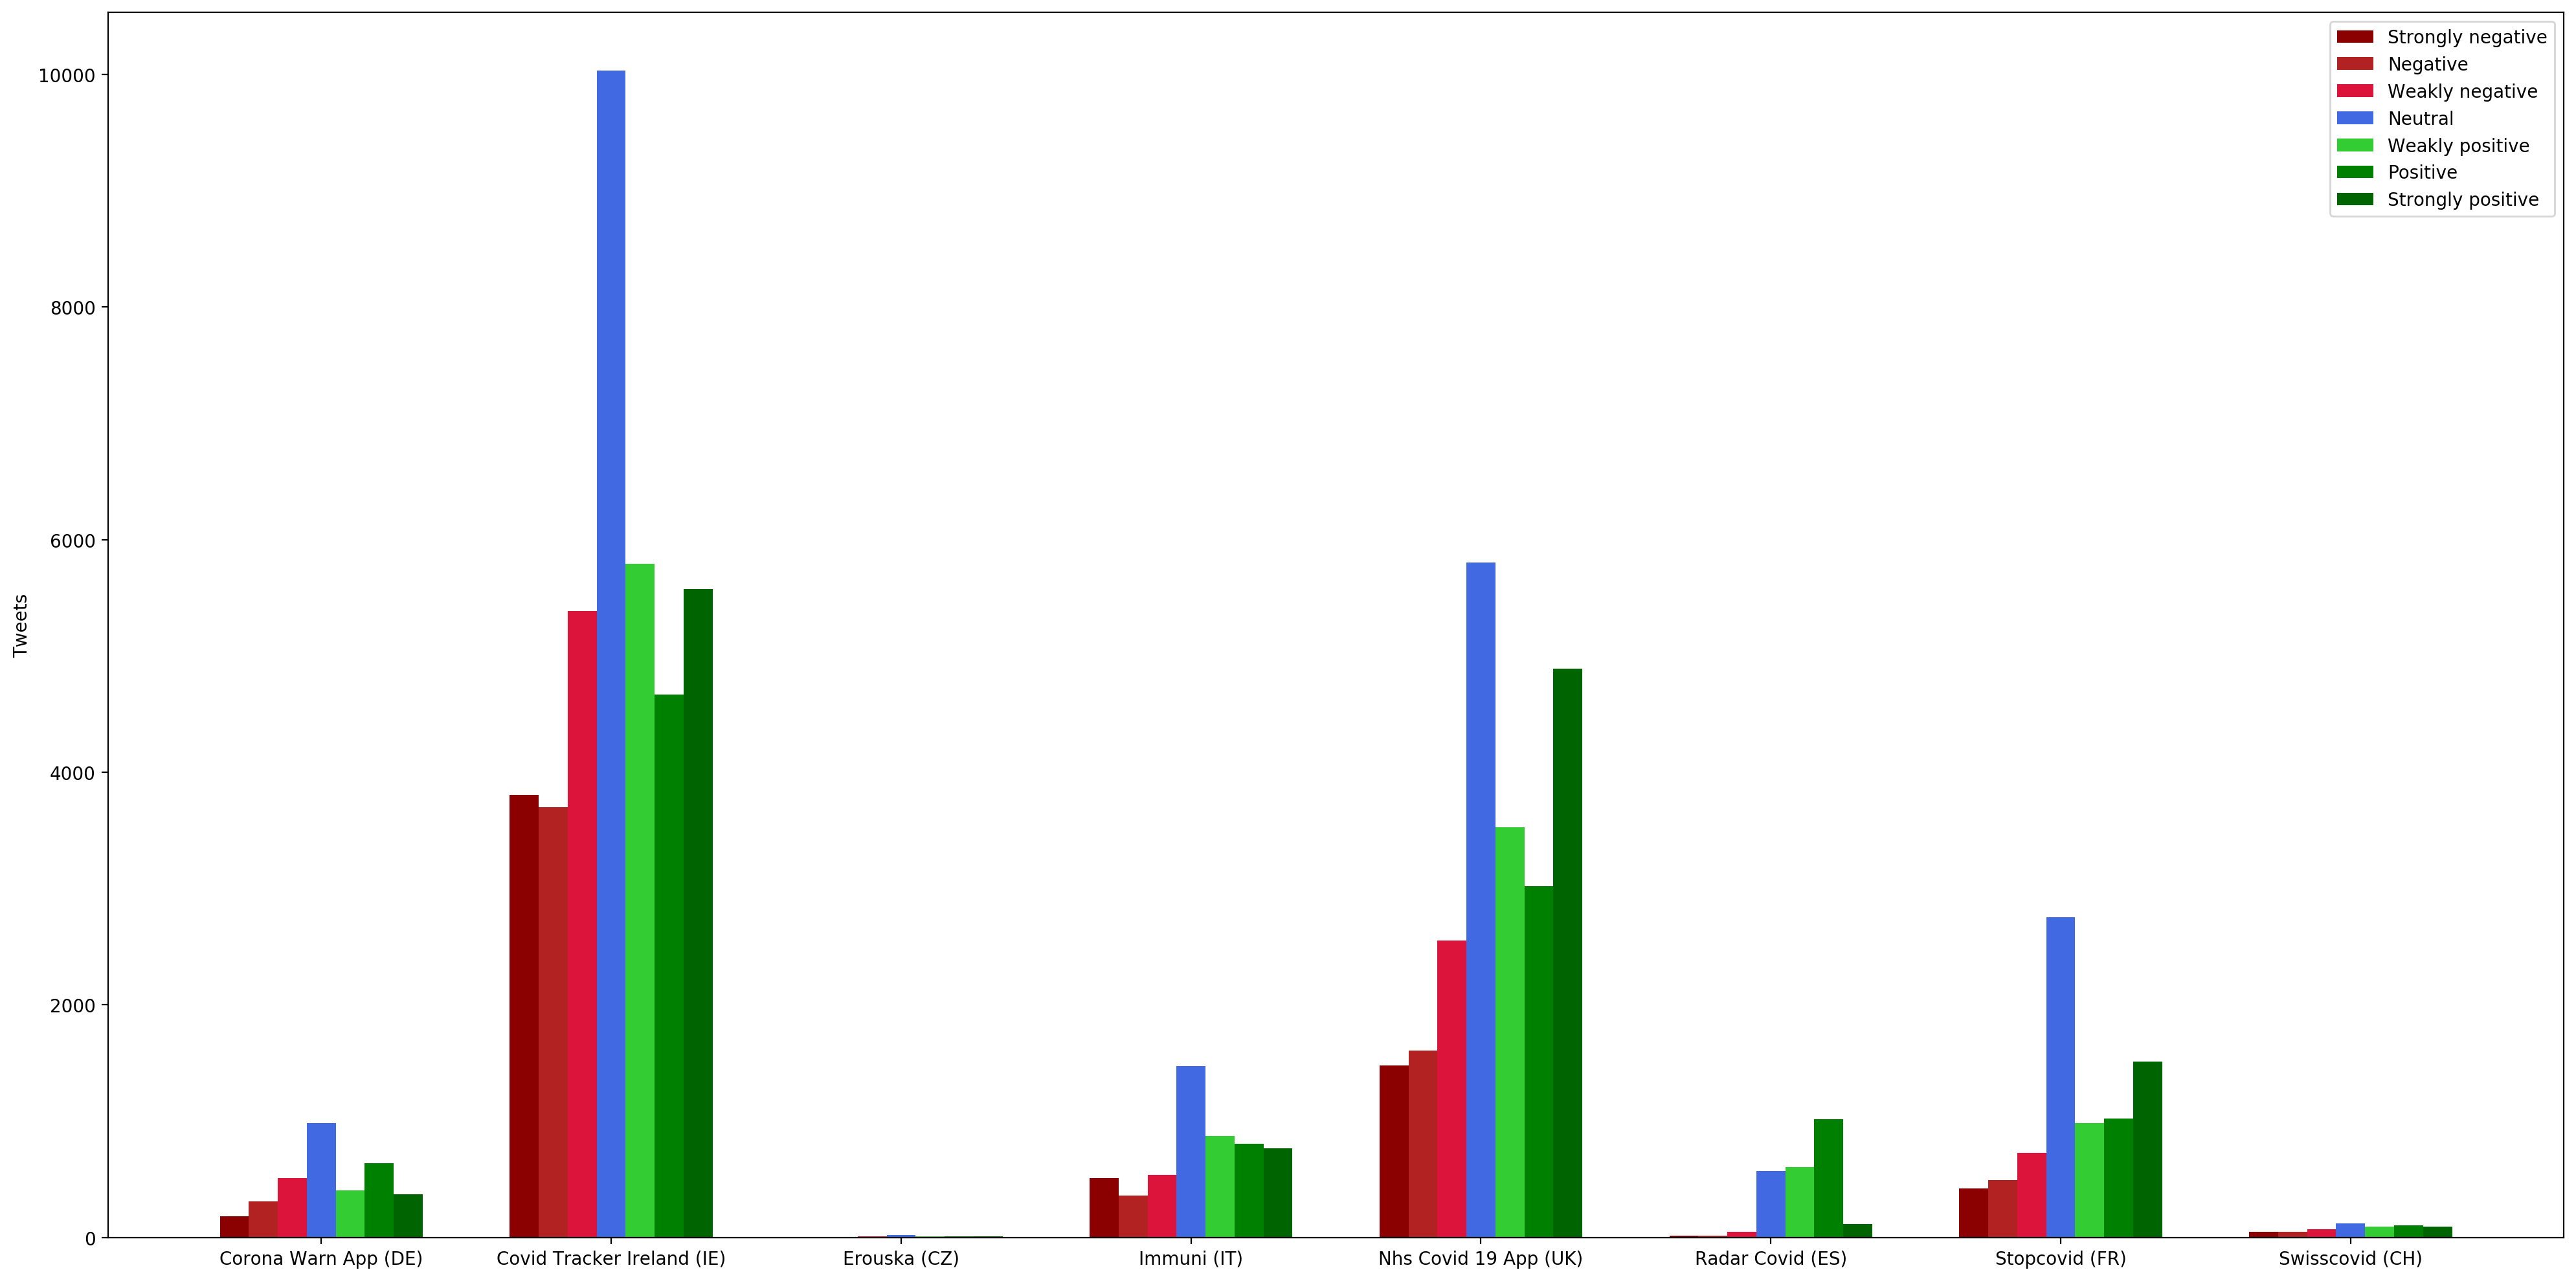 Strongly negative
Negative
Weakly negative
Neutral
Weakly positive
Positive
Strongly positive
Tweets
10000
8000
6000
4000
2000
0
Corona Warn App (DE)
Covid Tracker Ireland (IE)
Erouska (CZ)
Immuni (IT)
Nhs Covid 19 App (UK)
Radar Covid (ES)
Stopcovid (FR)
Swisscovid (CH)